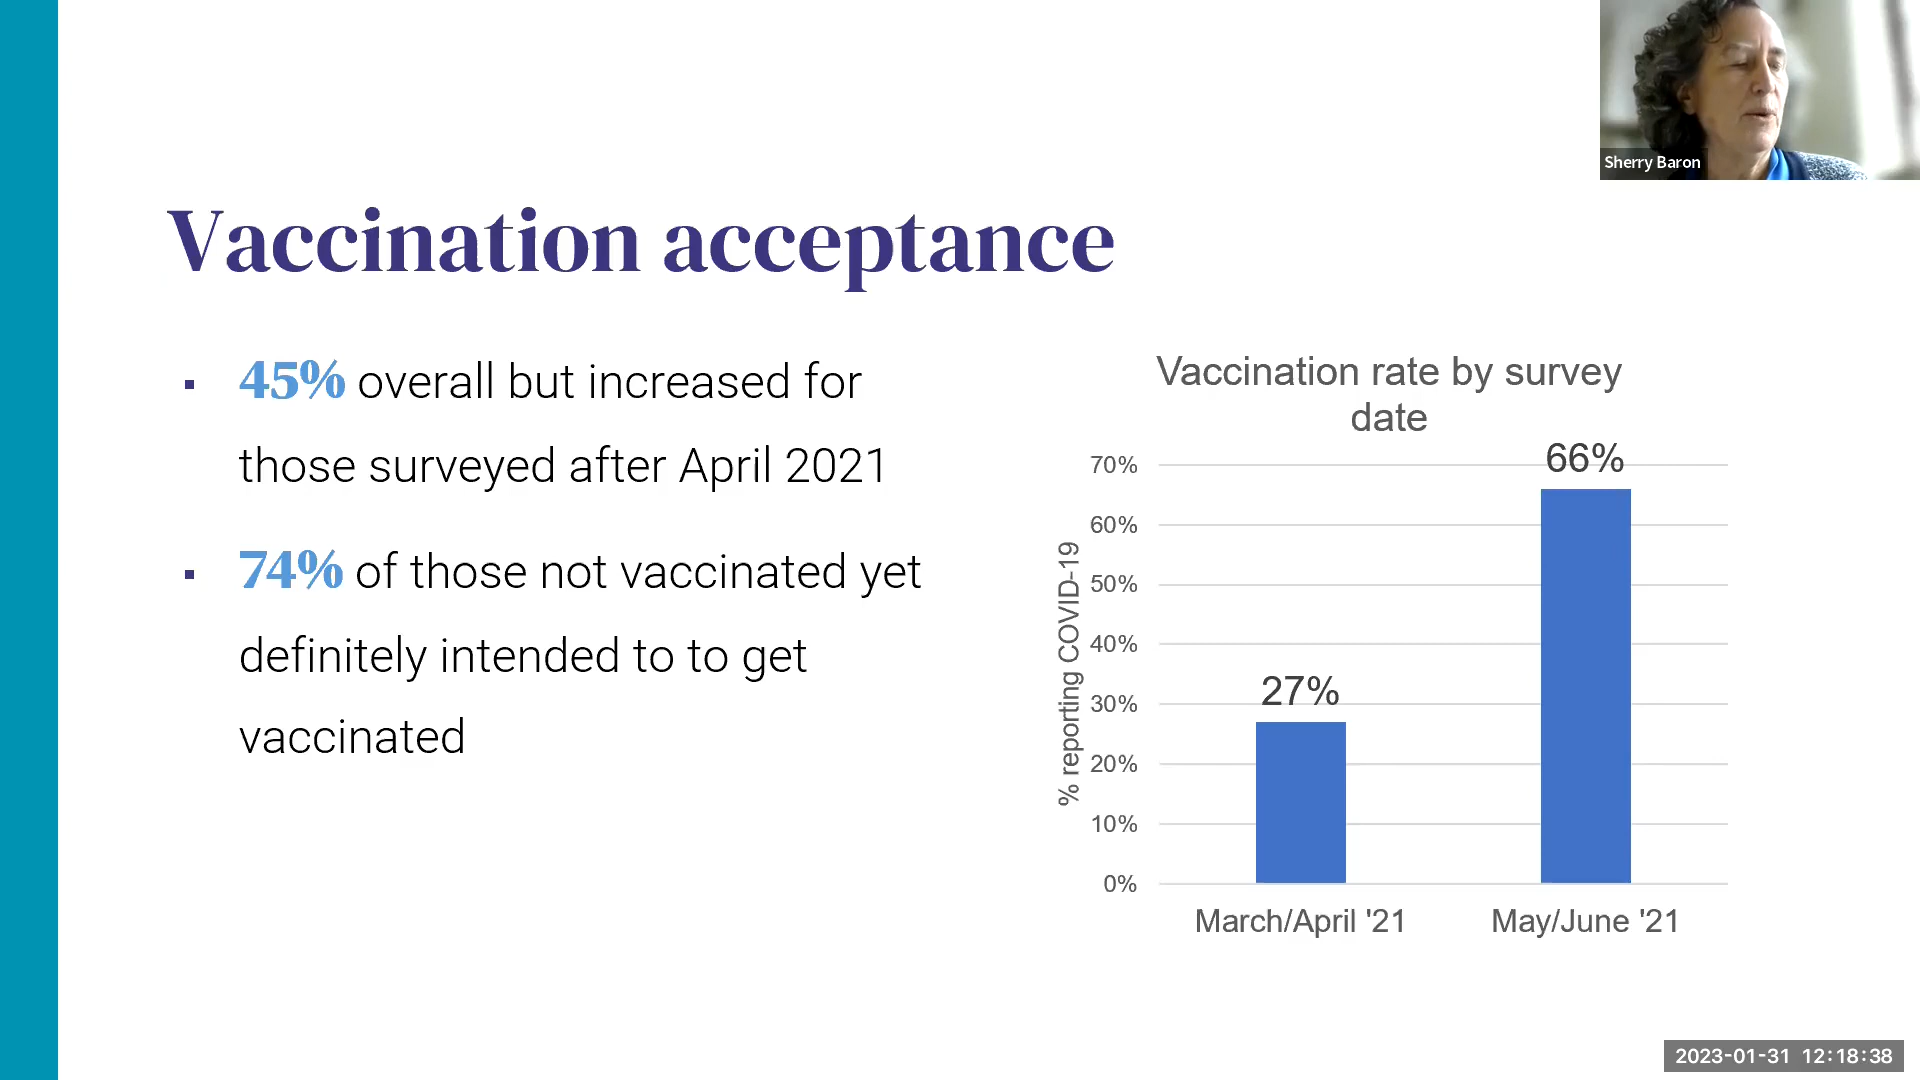 Sherry Baron
Vaccination acceptance
▪ 45% overall but increased for
those surveyed after April 2021
▪ 74% of those not vaccinated yet
definitely intended to to get
vaccinated
Vaccination rate by survey
date
% reporting COVID-19
70%
60%
50%
40%
30%
20%
10%
0%
27%
66%
March/April '21
May/June '21
2023-01-31 12:18:38